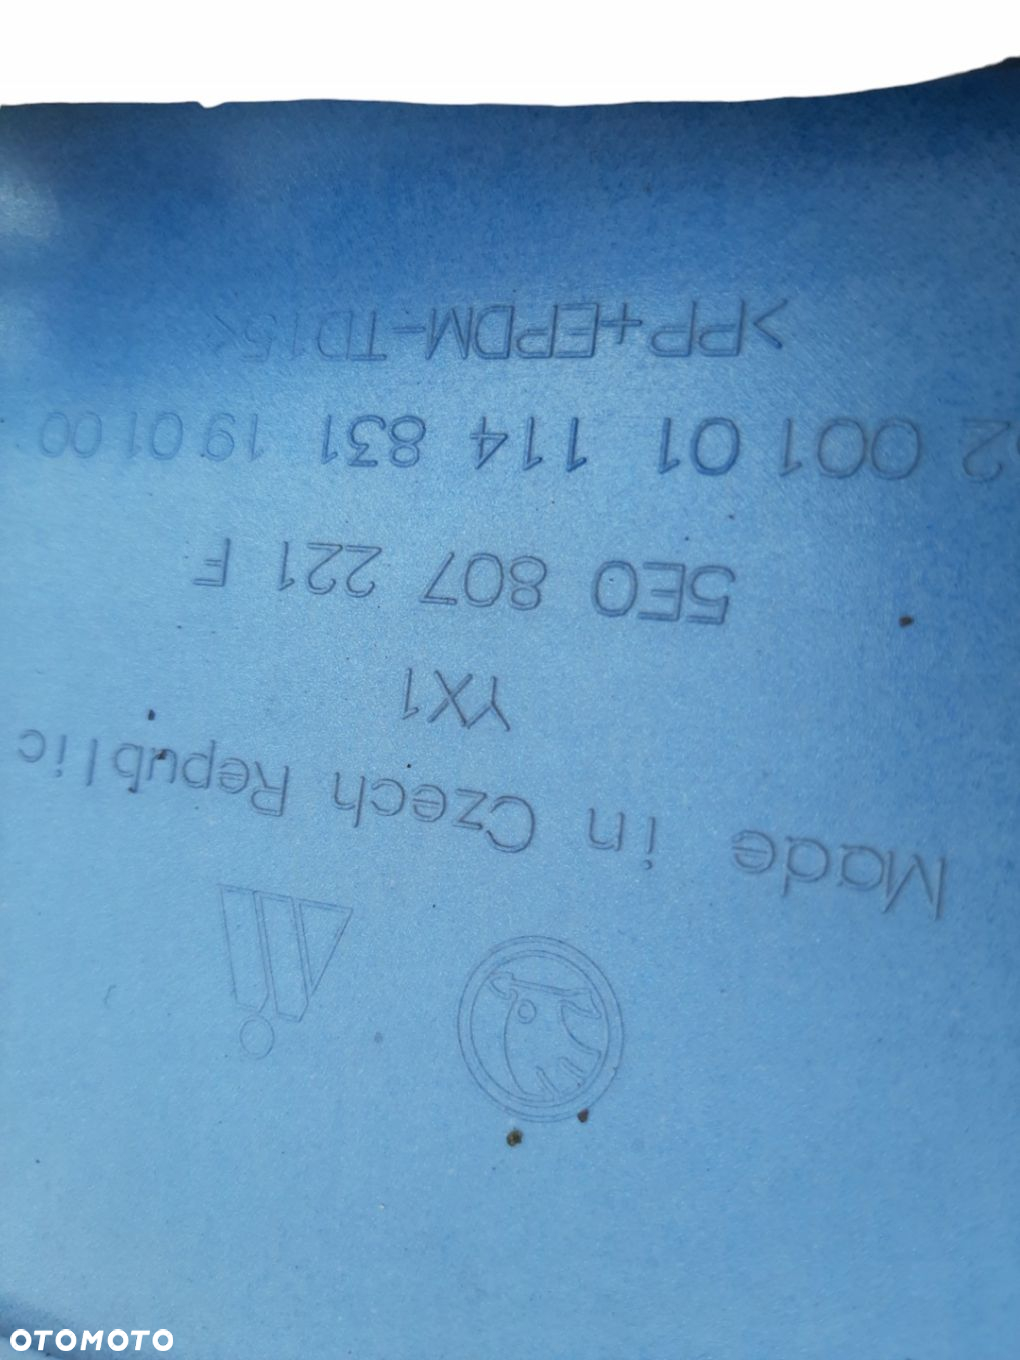 Made in Czech Republic
YX1
5E0 807 221 F
001 01 114 831 19 01 00
>PP+EPDM-TD15<
OTOMOTO